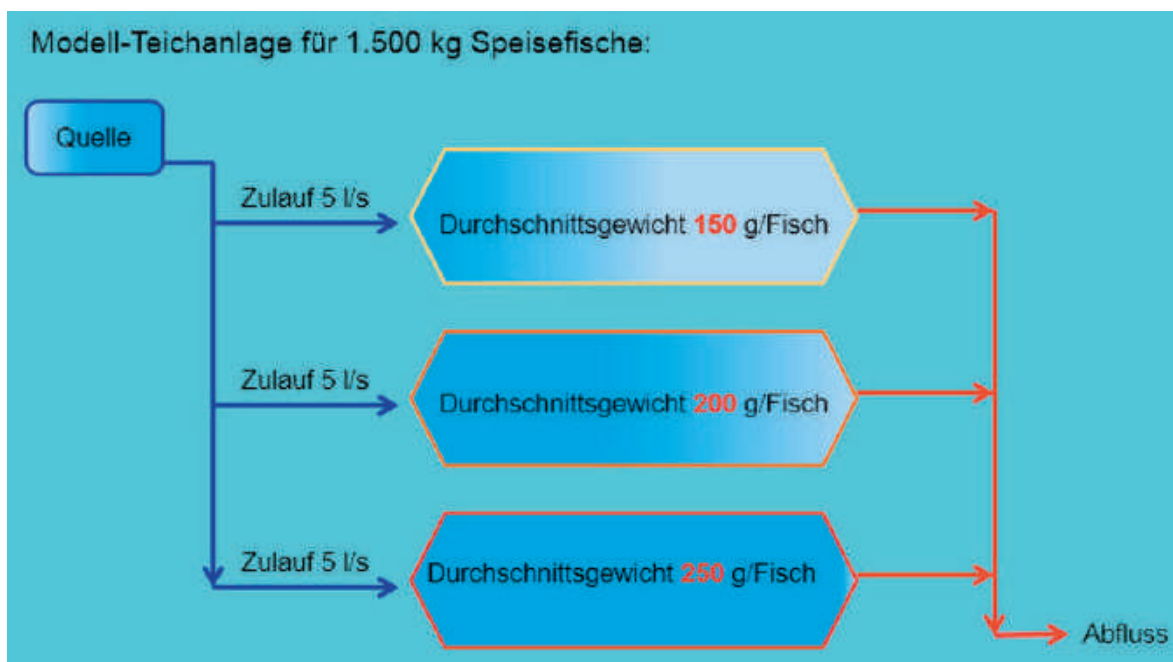 Modell-Teichanlage für 1.500 kg Speisefische:
Quelle
Zulauf 5 l/s
Durchschnittsgewicht 150 g/Fisch
Zulauf 5 l/s
Durchschnittsgewicht 200 g/Fisch
Zulauf 5 l/s
Durchschnittsgewicht 250 g/Fisch
Abfluss